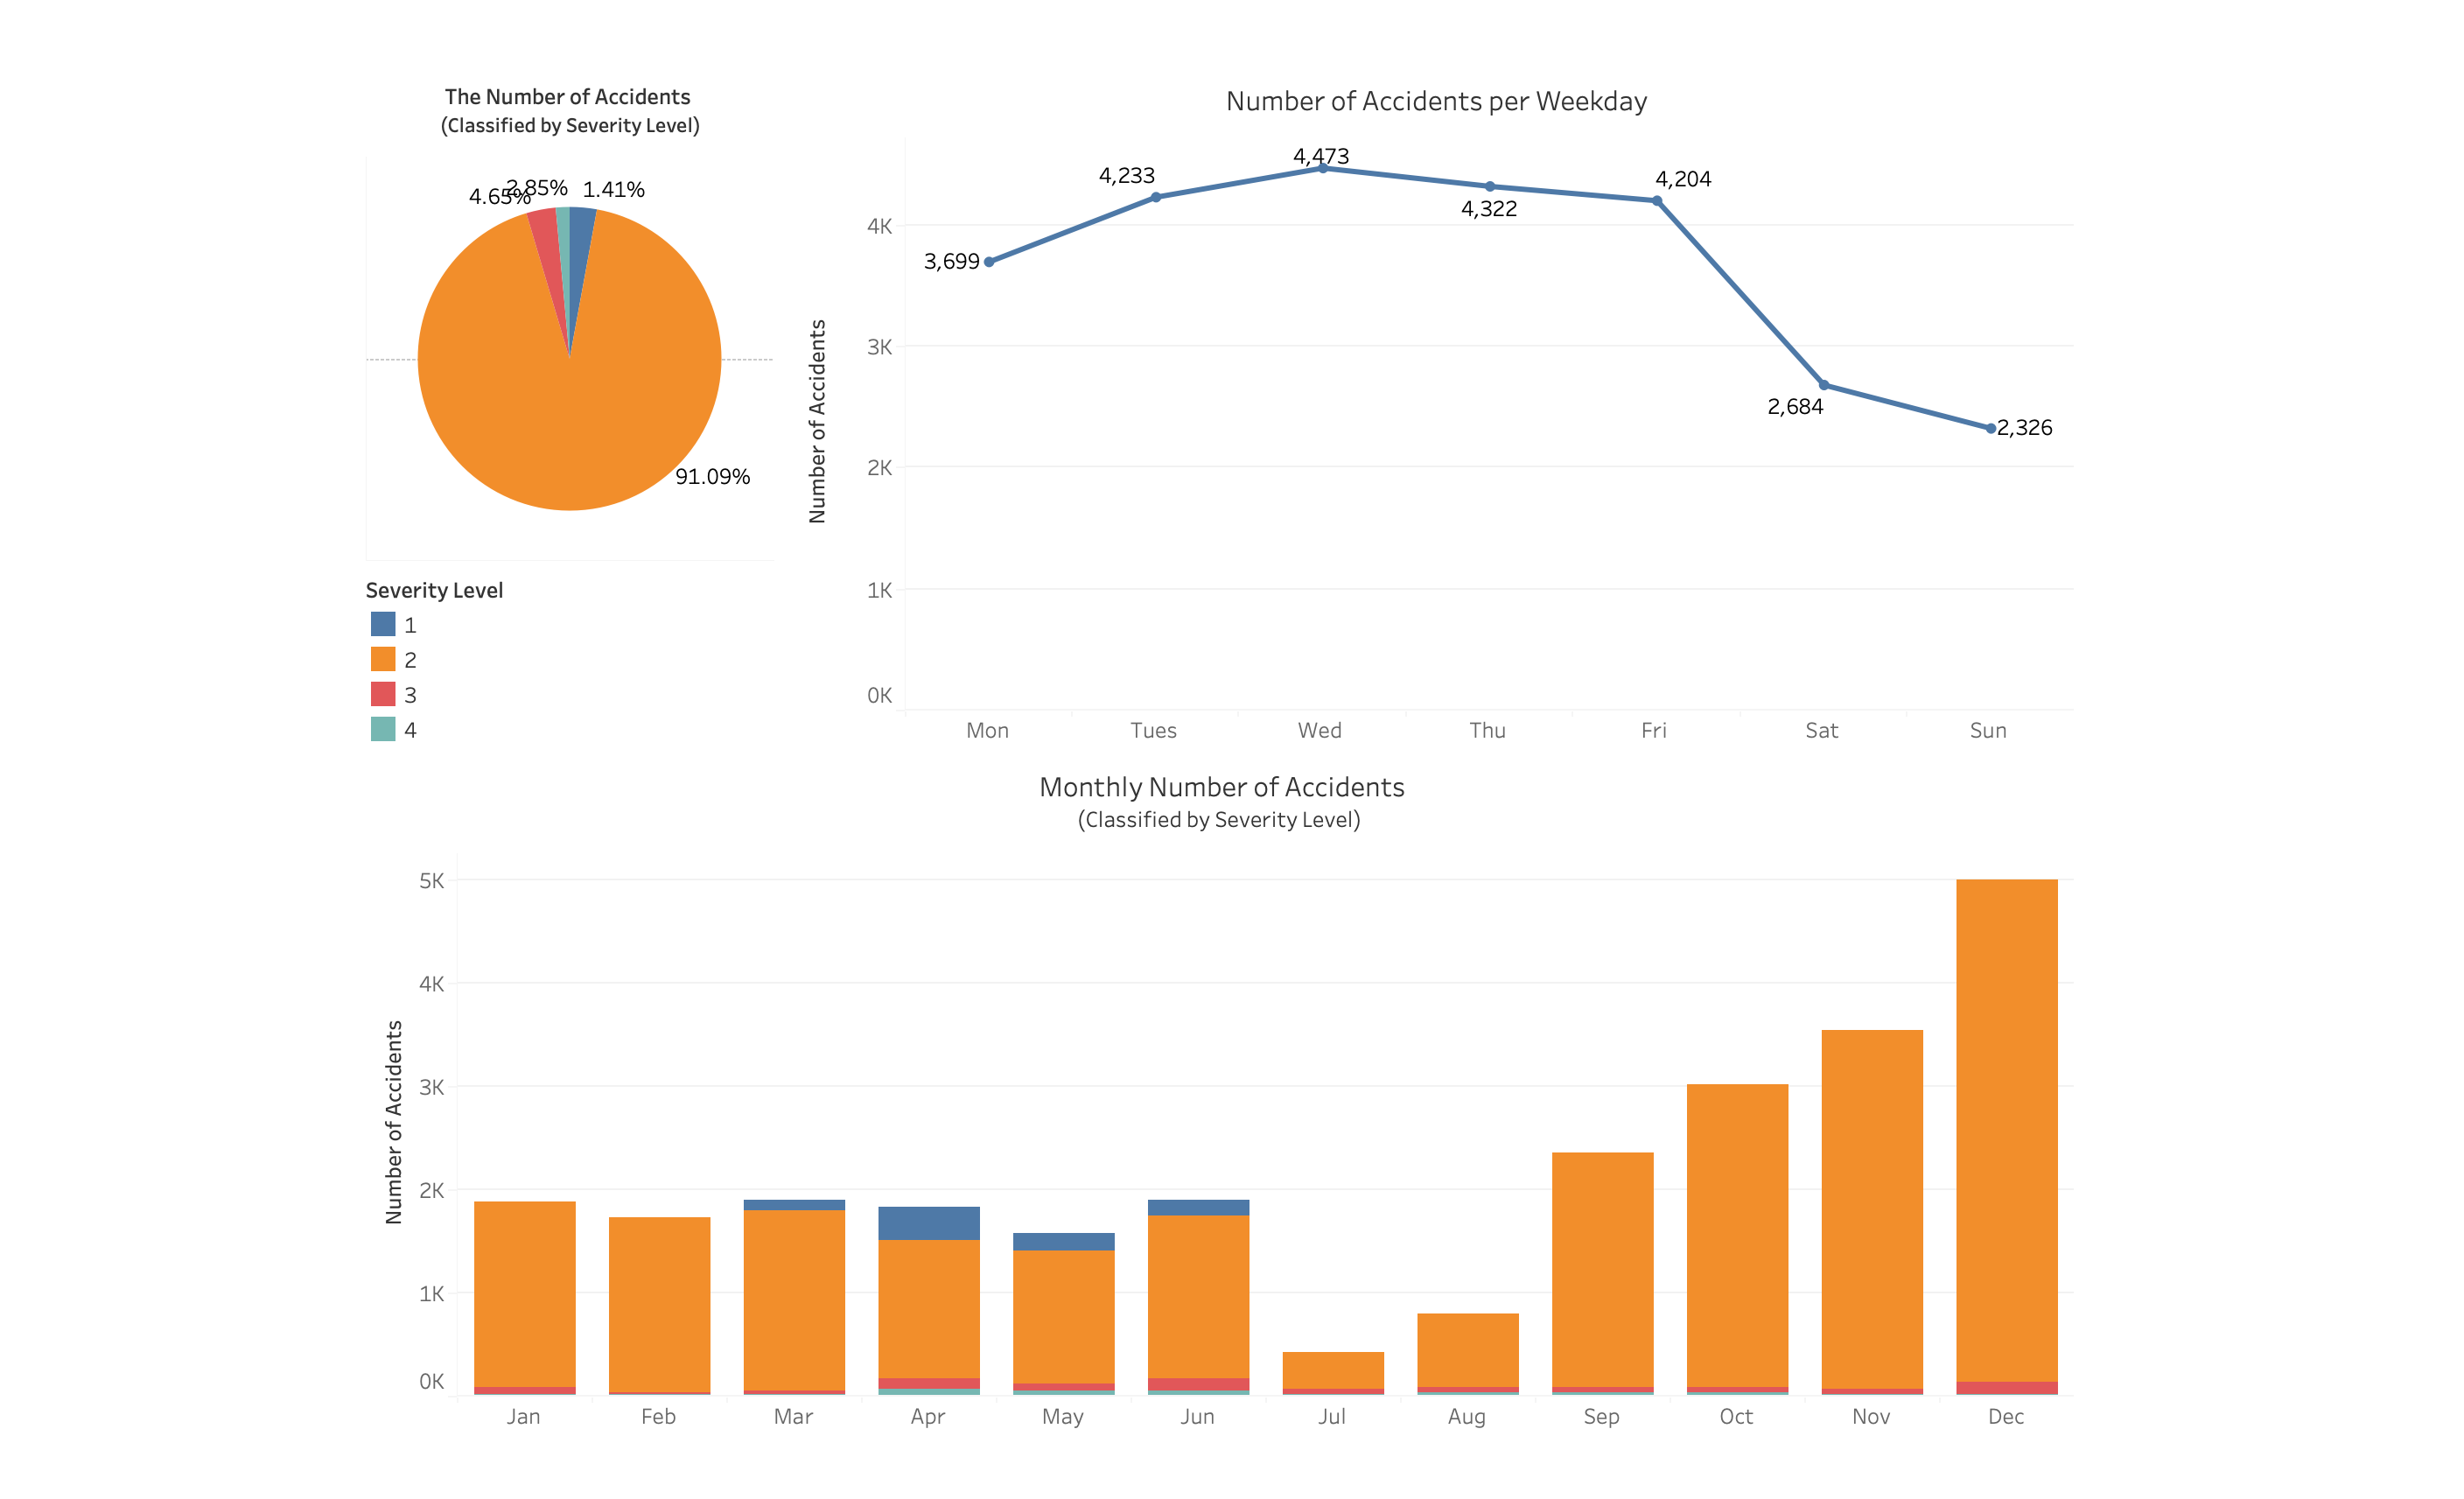 The Number of Accidents
(Classified by Severity Level)
4.65%
2.85%
1.41%
91.09%
Severity Level
1
2
3
4
Number of Accidents per Weekday
Number of Accidents
4K
3K
2K
1K
0K
3,699
4,233
4,473
4,322
4,204
2,684
2,326
Mon Tues Wed Thu Fri Sat Sun
Monthly Number of Accidents
(Classified by Severity Level)
Number of Accidents
5K
4K
3K
2K
1K
0K
Jan Feb Mar Apr May Jun Jul Aug Sep Oct Nov Dec